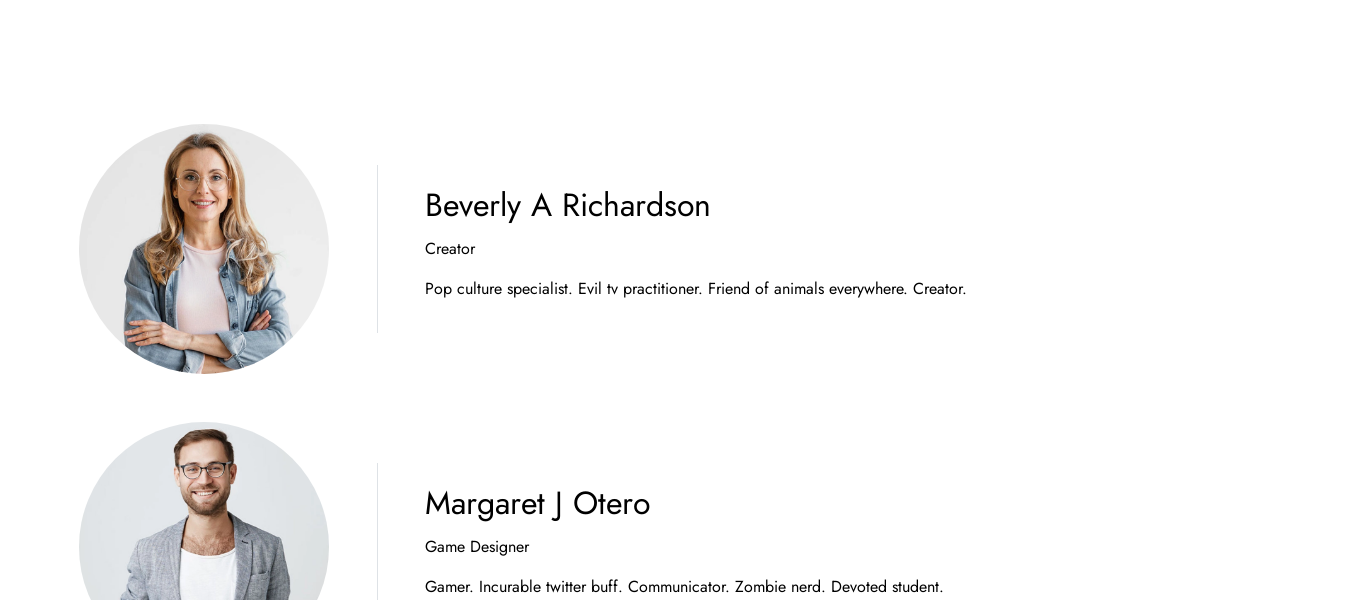 Beverly A Richardson
Creator
Pop culture specialist. Evil tv practitioner. Friend of animals everywhere. Creator.
Margaret J Otero
Game Designer
Gamer. Incurable twitter buff. Communicator. Zombie nerd. Devoted student.